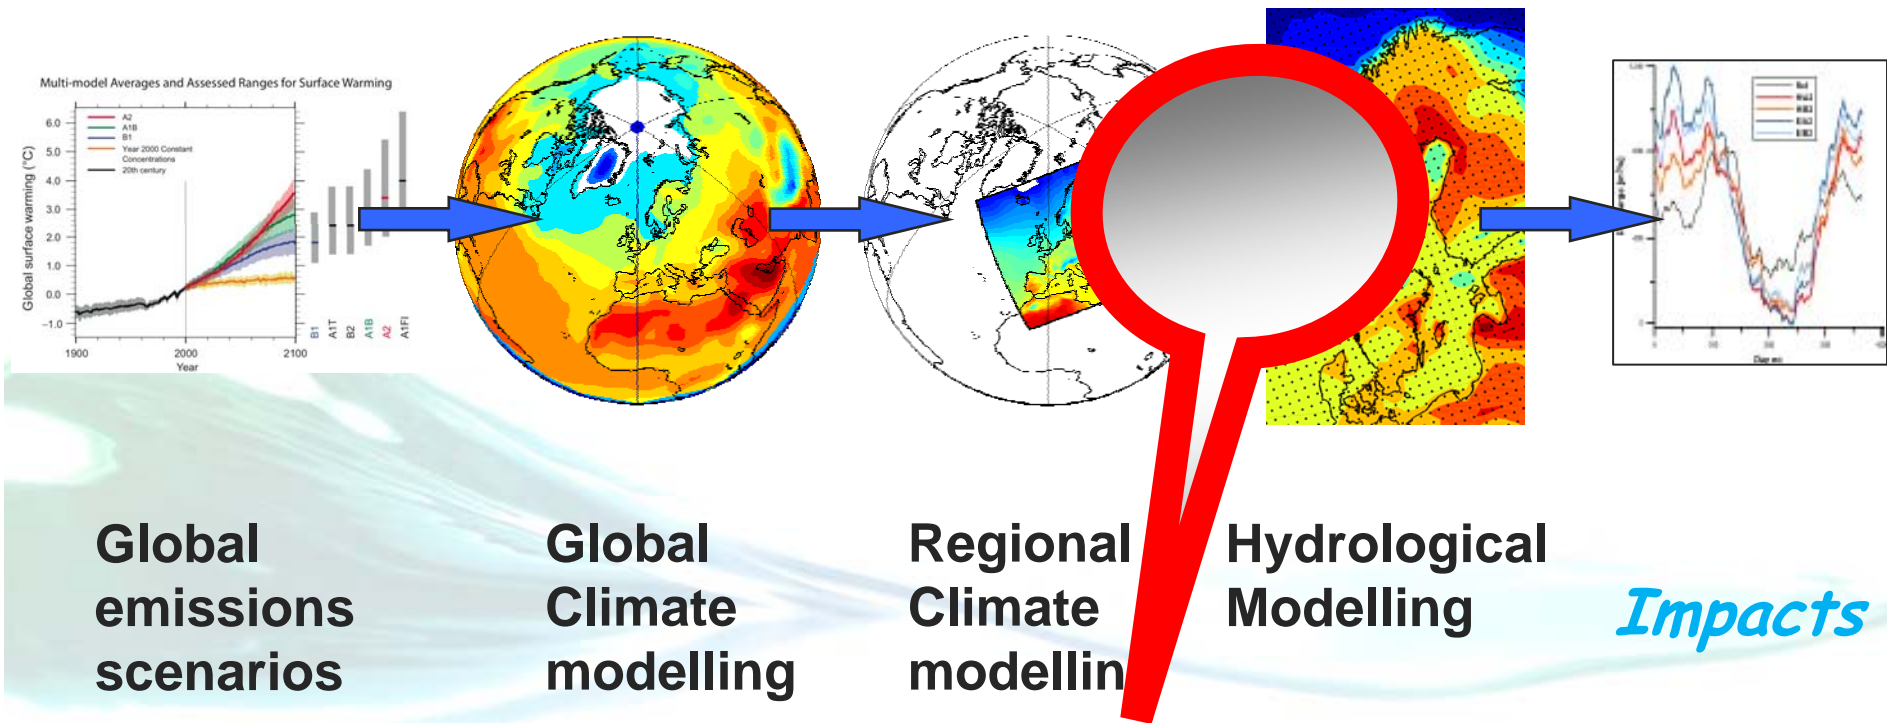 Multi-model Averages and Assessed Ranges for Surface Warming
Global surface warming (°C)
6.0
5.0
4.0
3.0
2.0
1.0
0.0
−1.0
A2
A1B
B1
Year 2000 Constant
Concentrations
20th century
1900
2000
2100
Year
B1
A1T
B2
A1B
A2
A1FI
Global
emissions
scenarios
Global
Climate
modelling
Regional
Climate
modellin
Hydrological
Modelling
Impacts